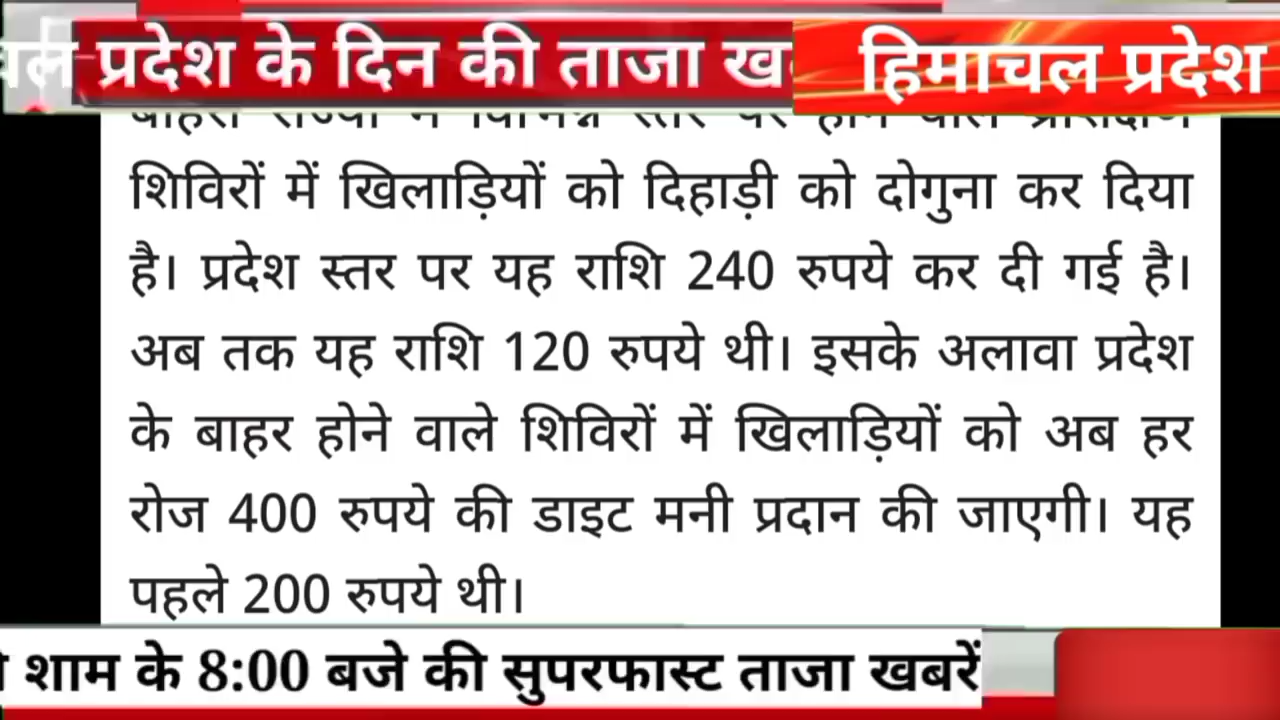 प्रदेश के दिन की ताजा
हिमाचल प्रदेश
शिविरों में खिलाड़ियों को दिहाड़ी को दोगुना कर दिया
है। प्रदेश स्तर पर यह राशि 240 रुपये कर दी गई है।
अब तक यह राशि 120 रुपये थी। इसके अलावा प्रदेश
के बाहर होने वाले शिविरों में खिलाड़ियों को अब हर
रोज 400 रुपये की डाइट मनी प्रदान की जाएगी। यह
पहले 200 रुपये थी।
शाम के 8:00 बजे की सुपरफास्ट ताजा खबरें